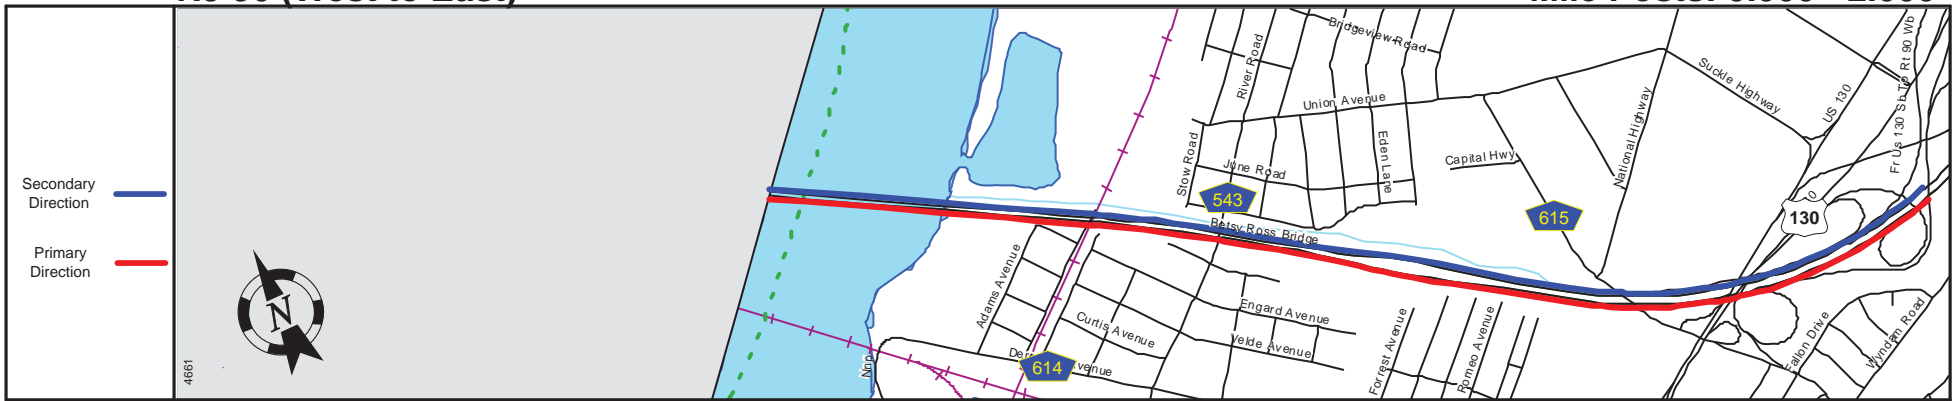 Secondary
Direction
Primary
Direction
4661
N
Nnp
Adams Avenue
Curtis Avenue
614
Engard Avenue
Velde Avenue
Forrest Avenue
Romeo Avenue
Fallon Drive
Wyndam Road
Betsy Ross Bridge
543
Stow Road
June Road
Eden Lane
Union Avenue
River Road
Bridgeview Road
Capital Hwy
615
National Highway
Suckle Highway
US 130
130
Fr Us 130 Sb To Rt 90 Wb